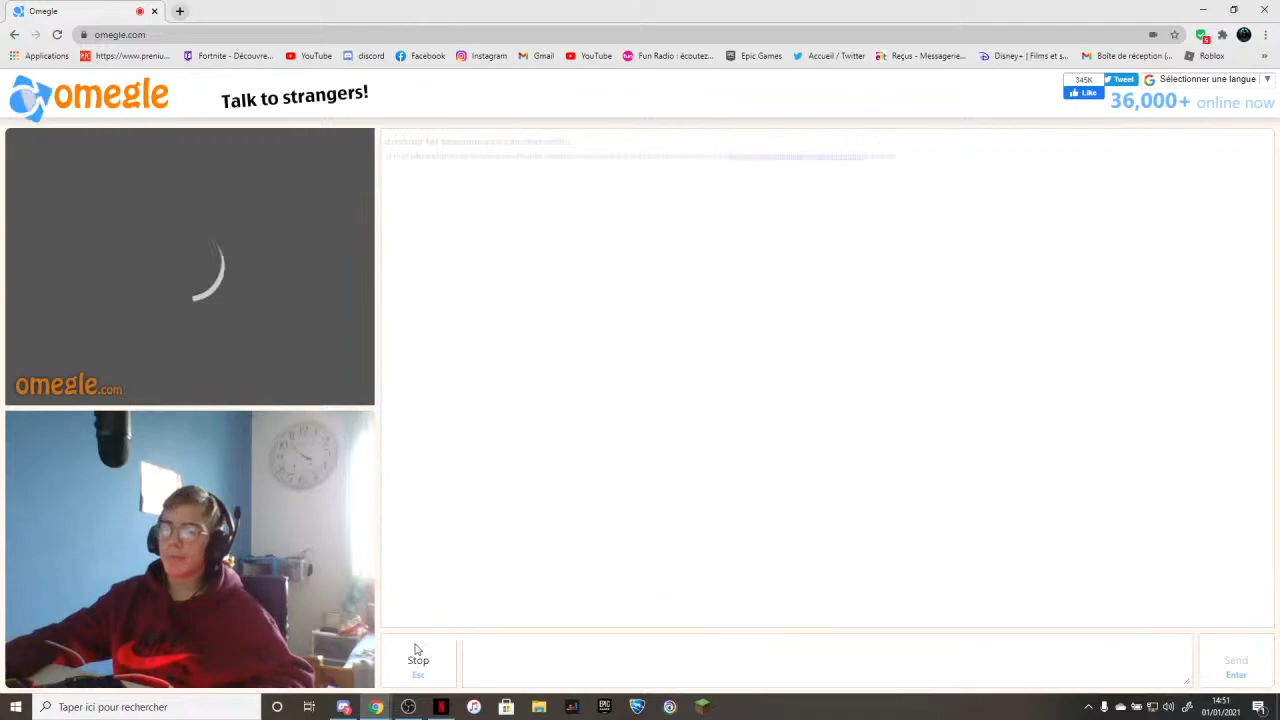 Omegle
omegle.com
Applications
https://www.preniu...
Fortnite - Découvre...
YouTube
discord
Facebook
Instagram
Gmail
YouTube
Fun Radio : écoutez...
Epic Games
Accueil / Twitter
Reçus - Messagerie...
Disney+ | Films et s...
Boîte de réception (...
Roblox
omegle
Talk to strangers!
345K
Tweet
Like
Sélectionner une langue
36,000+ online now
omegle.com
Stop
Esc
Send
Enter
Taper ici pour rechercher
14:51
01/01/2021